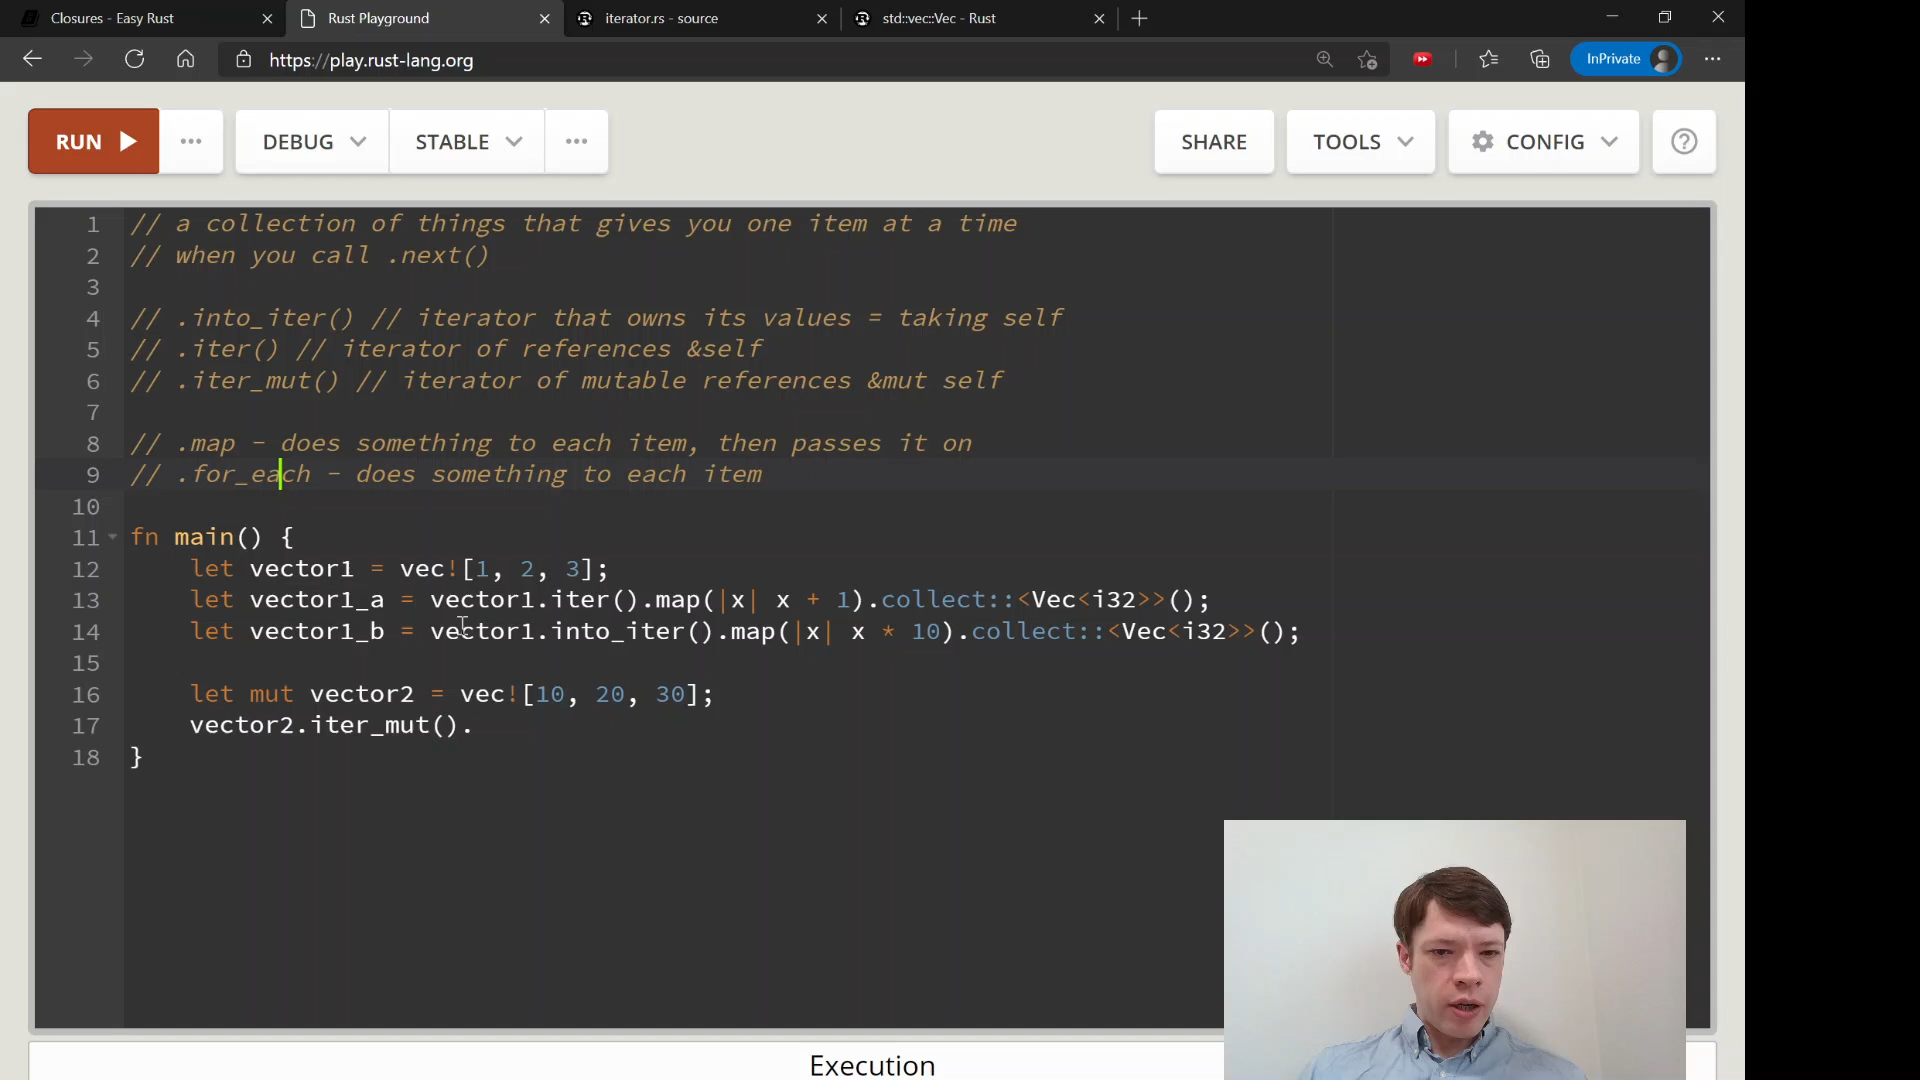 Closures - Easy Rust
Rust Playground
iterator.rs - source
std::vec::Vec - Rust
https://play.rust-lang.org
InPrivate
RUN
DEBUG
STABLE
SHARE
TOOLS
CONFIG
1 // a collection of things that gives you one item at a time
2 // when you call .next()
3
4 // .into_iter() // iterator that owns its values = taking self
5 // .iter() // iterator of references &self
6 // .iter_mut() // iterator of mutable references &mut self
7
8 // .map - does something to each item, then passes it on
9 // .for_each - does something to each item
10
11 fn main() {
12 let vector1 = vec![1, 2, 3];
13 let vector1_a = vector1.iter().map(|x| x + 1).collect::<Vec<i32>>();
14 let vector1_b = vector1.into_iter().map(|x| x * 10).collect::<Vec<i32>>();
15
16 let mut vector2 = vec![10, 20, 30];
17 vector2.iter_mut().
18 }
Execution